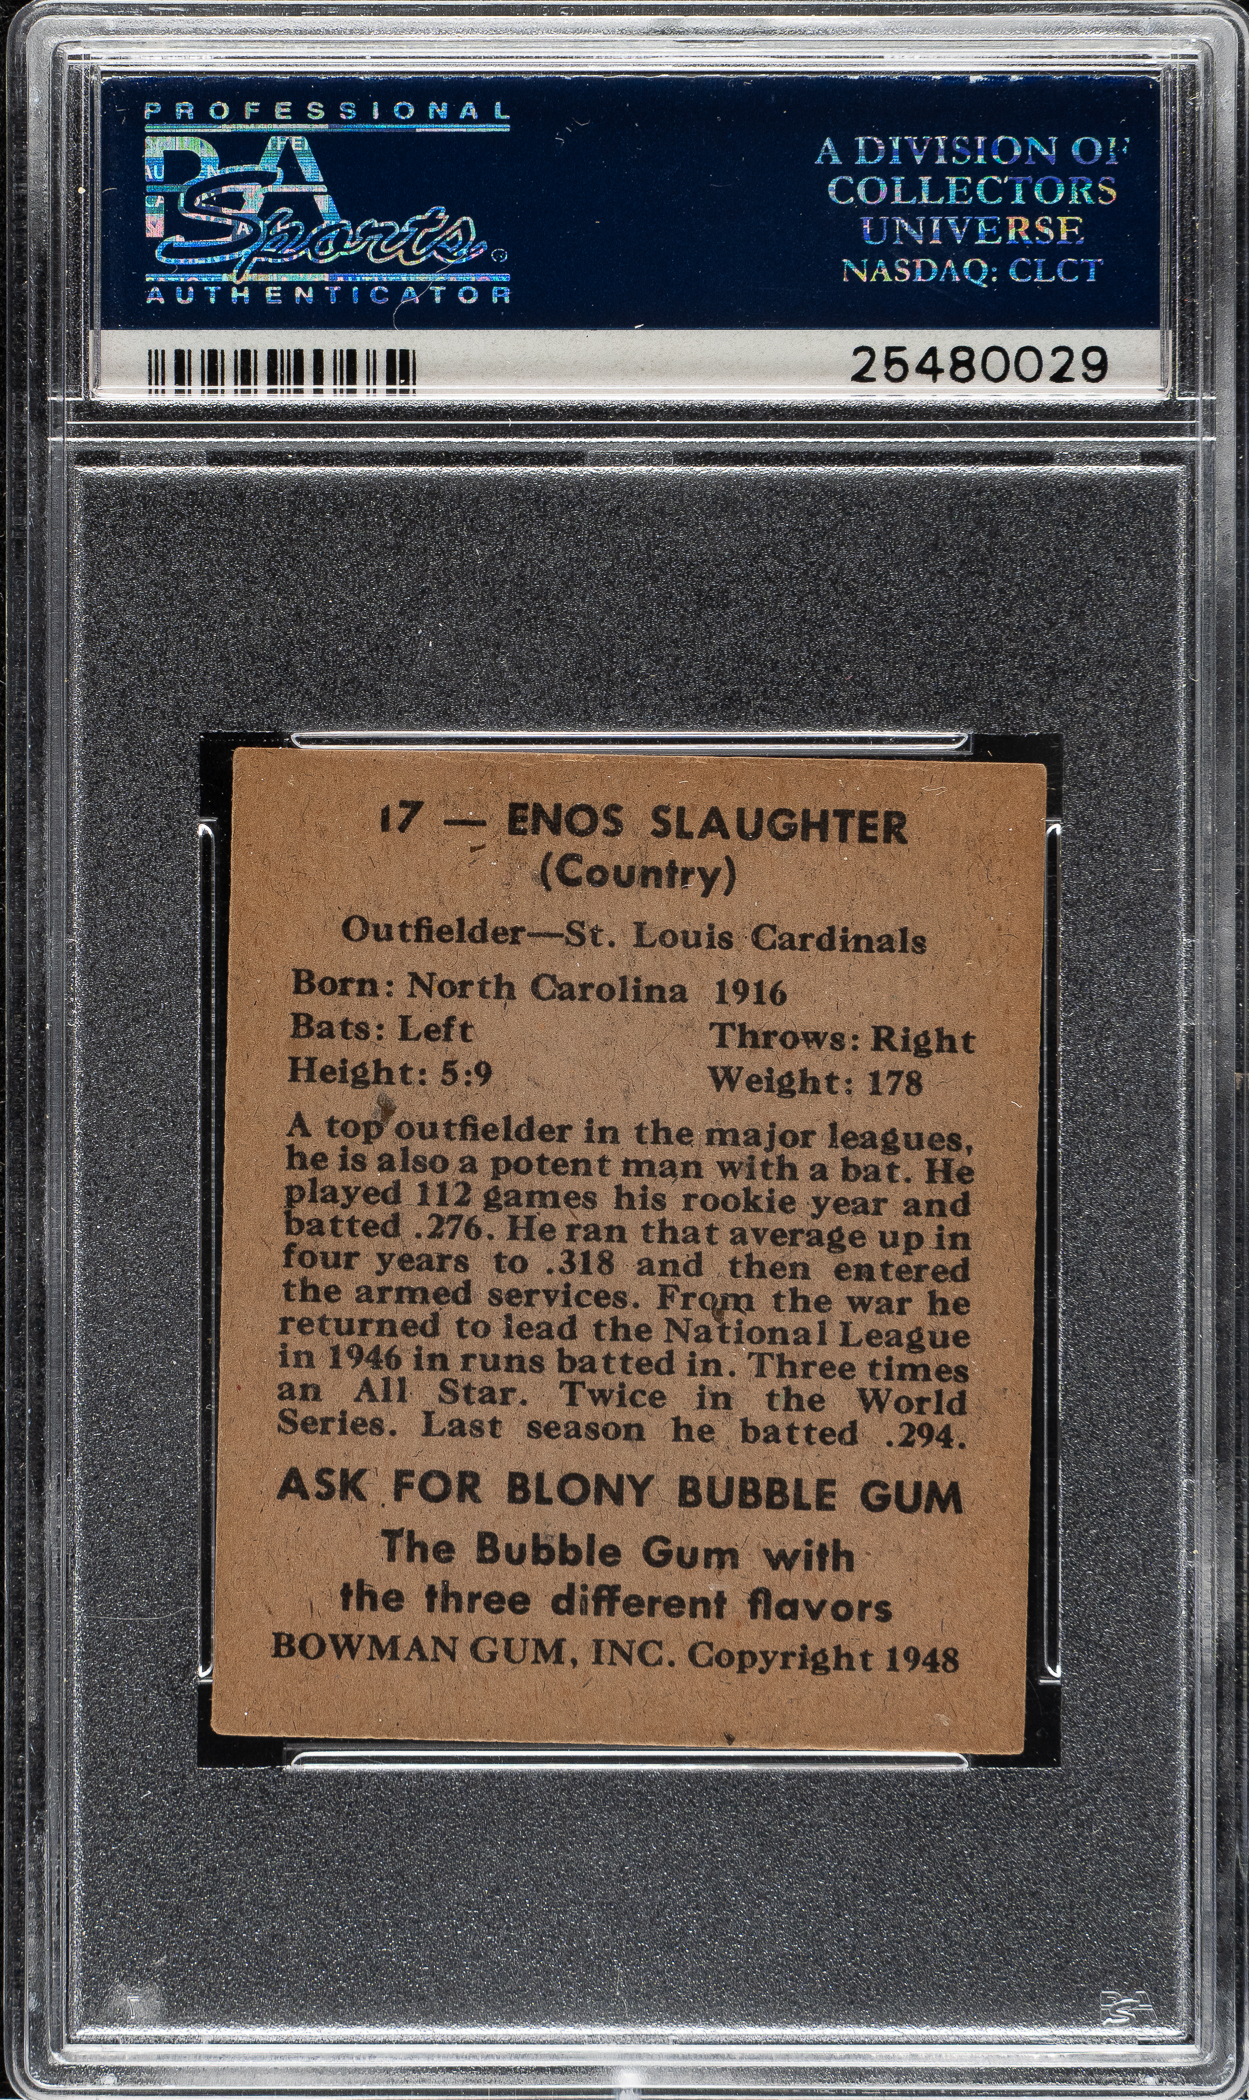 PROFESSIONAL
PSA
Sports®
AUTHENTICATOR
A DIVISION OF
COLLECTORS
UNIVERSE
NASDAQ: CLCT
25480029
17 — ENOS SLAUGHTER
(Country)
Outfielder—St. Louis Cardinals
Born: North Carolina 1916
Bats: Left Throws: Right
Height: 5:9 Weight: 178
A top outfielder in the major leagues,
he is also a potent man with a bat. He
played 112 games his rookie year and
batted .276. He ran that average up in
four years to .318 and then entered
the armed services. From the war he
returned to lead the National League
in 1946 in runs batted in. Three times
an All Star. Twice in the World
Series. Last season he batted .294.
ASK FOR BLONY BUBBLE GUM
The Bubble Gum with
the three different flavors
BOWMAN GUM, INC. Copyright 1948
PSA